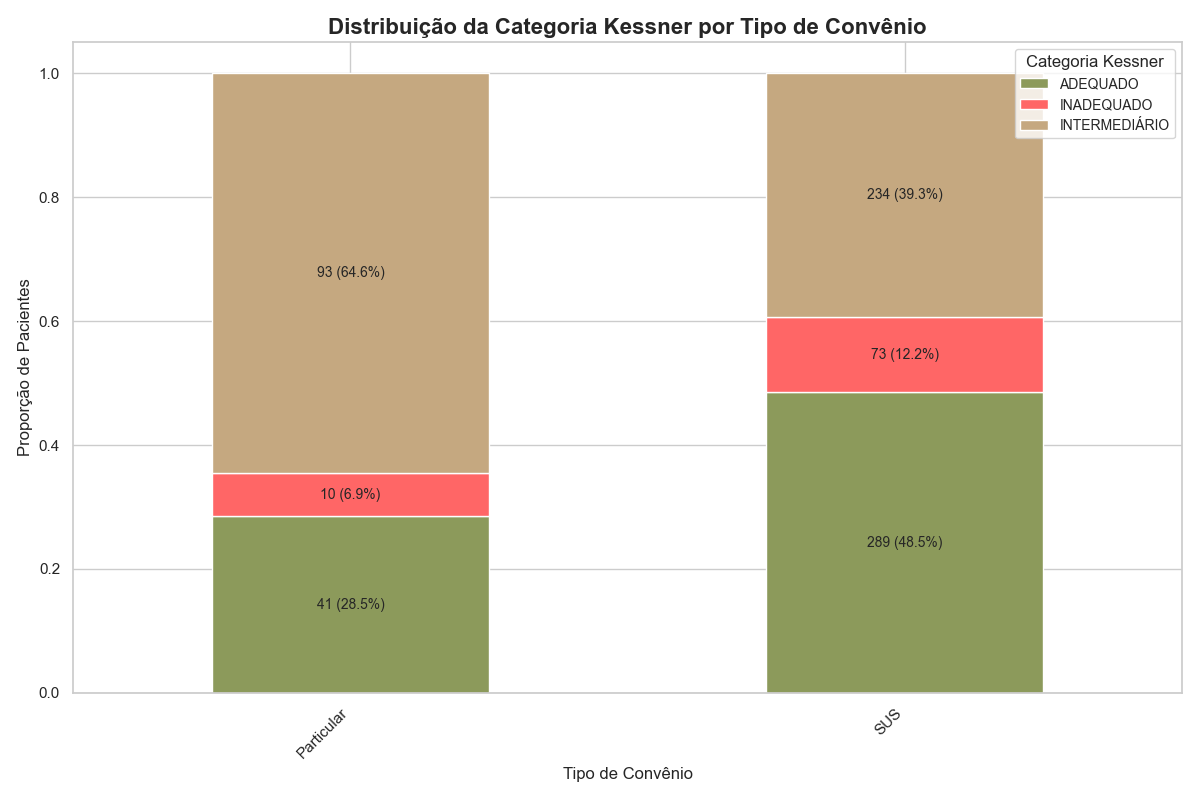 Distribuição da Categoria Kessner por Tipo de Convênio
Categoria Kessner
ADEQUADO
INADEQUADO
INTERMEDIÁRIO
Proporção de Pacientes
1.0
0.8
0.6
0.4
0.2
0.0
93 (64.6%)
10 (6.9%)
41 (28.5%)
234 (39.3%)
73 (12.2%)
289 (48.5%)
Particular
SUS
Tipo de Convênio